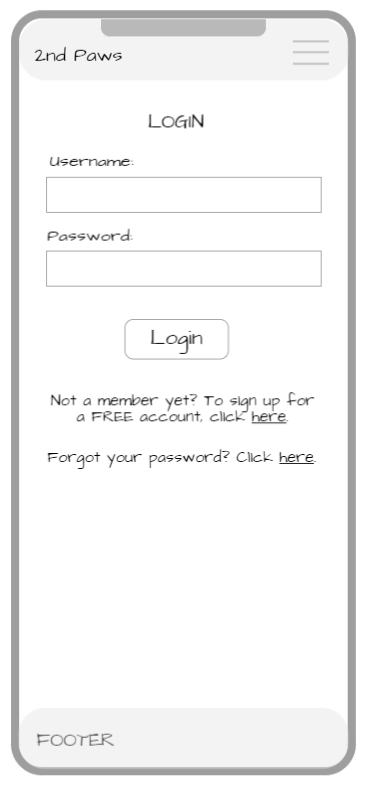 2nd Paws
LOGIN
Username:
Password:
Login
Not a member yet? To sign up for
a FREE account, click here.
Forgot your password? Click here.
FOOTER